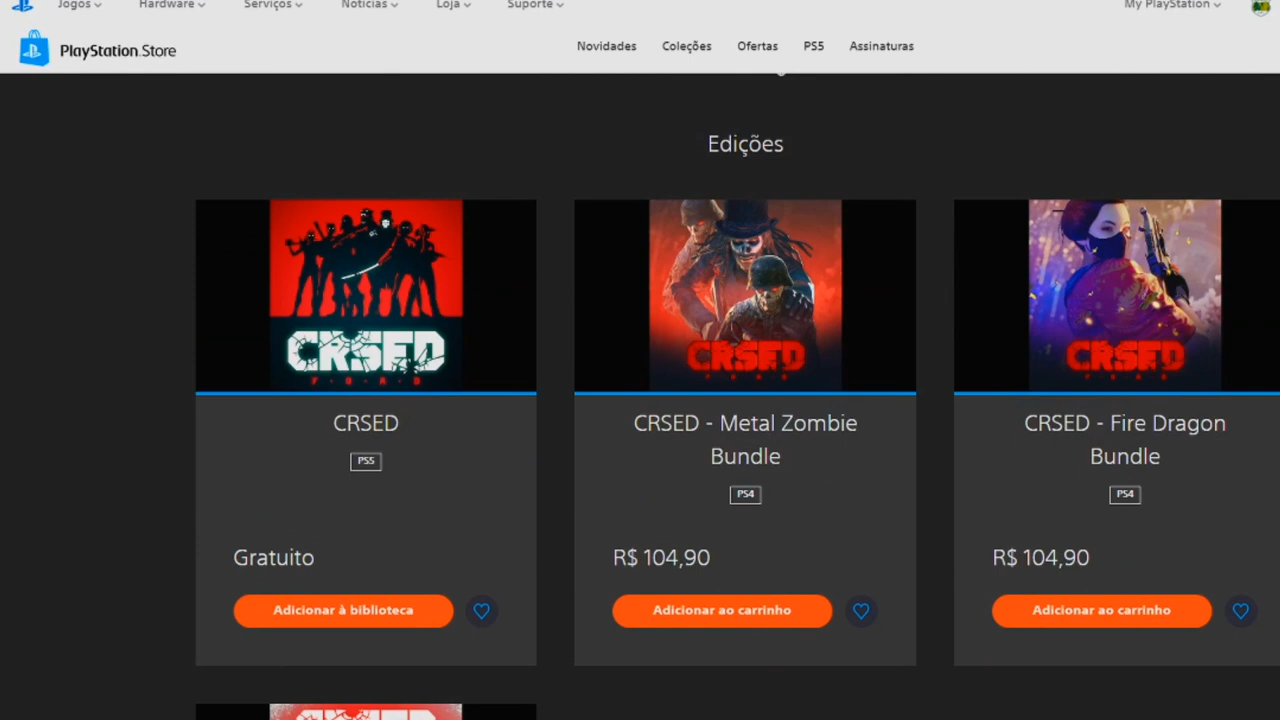 Jogos
Hardware
Serviços
Notícias
Loja
Suporte
My PlayStation
PlayStation.Store
Novidades
Coleções
Ofertas
PS5
Assinaturas
Edições
CRSED
F·O·A·D
CRSED
CRSED
CRSED
PS5
Gratuito
Adicionar à biblioteca
CRSED - Metal Zombie
Bundle
PS4
R$ 104,90
Adicionar ao carrinho
CRSED - Fire Dragon
Bundle
PS4
R$ 104,90
Adicionar ao carrinho
CRSED